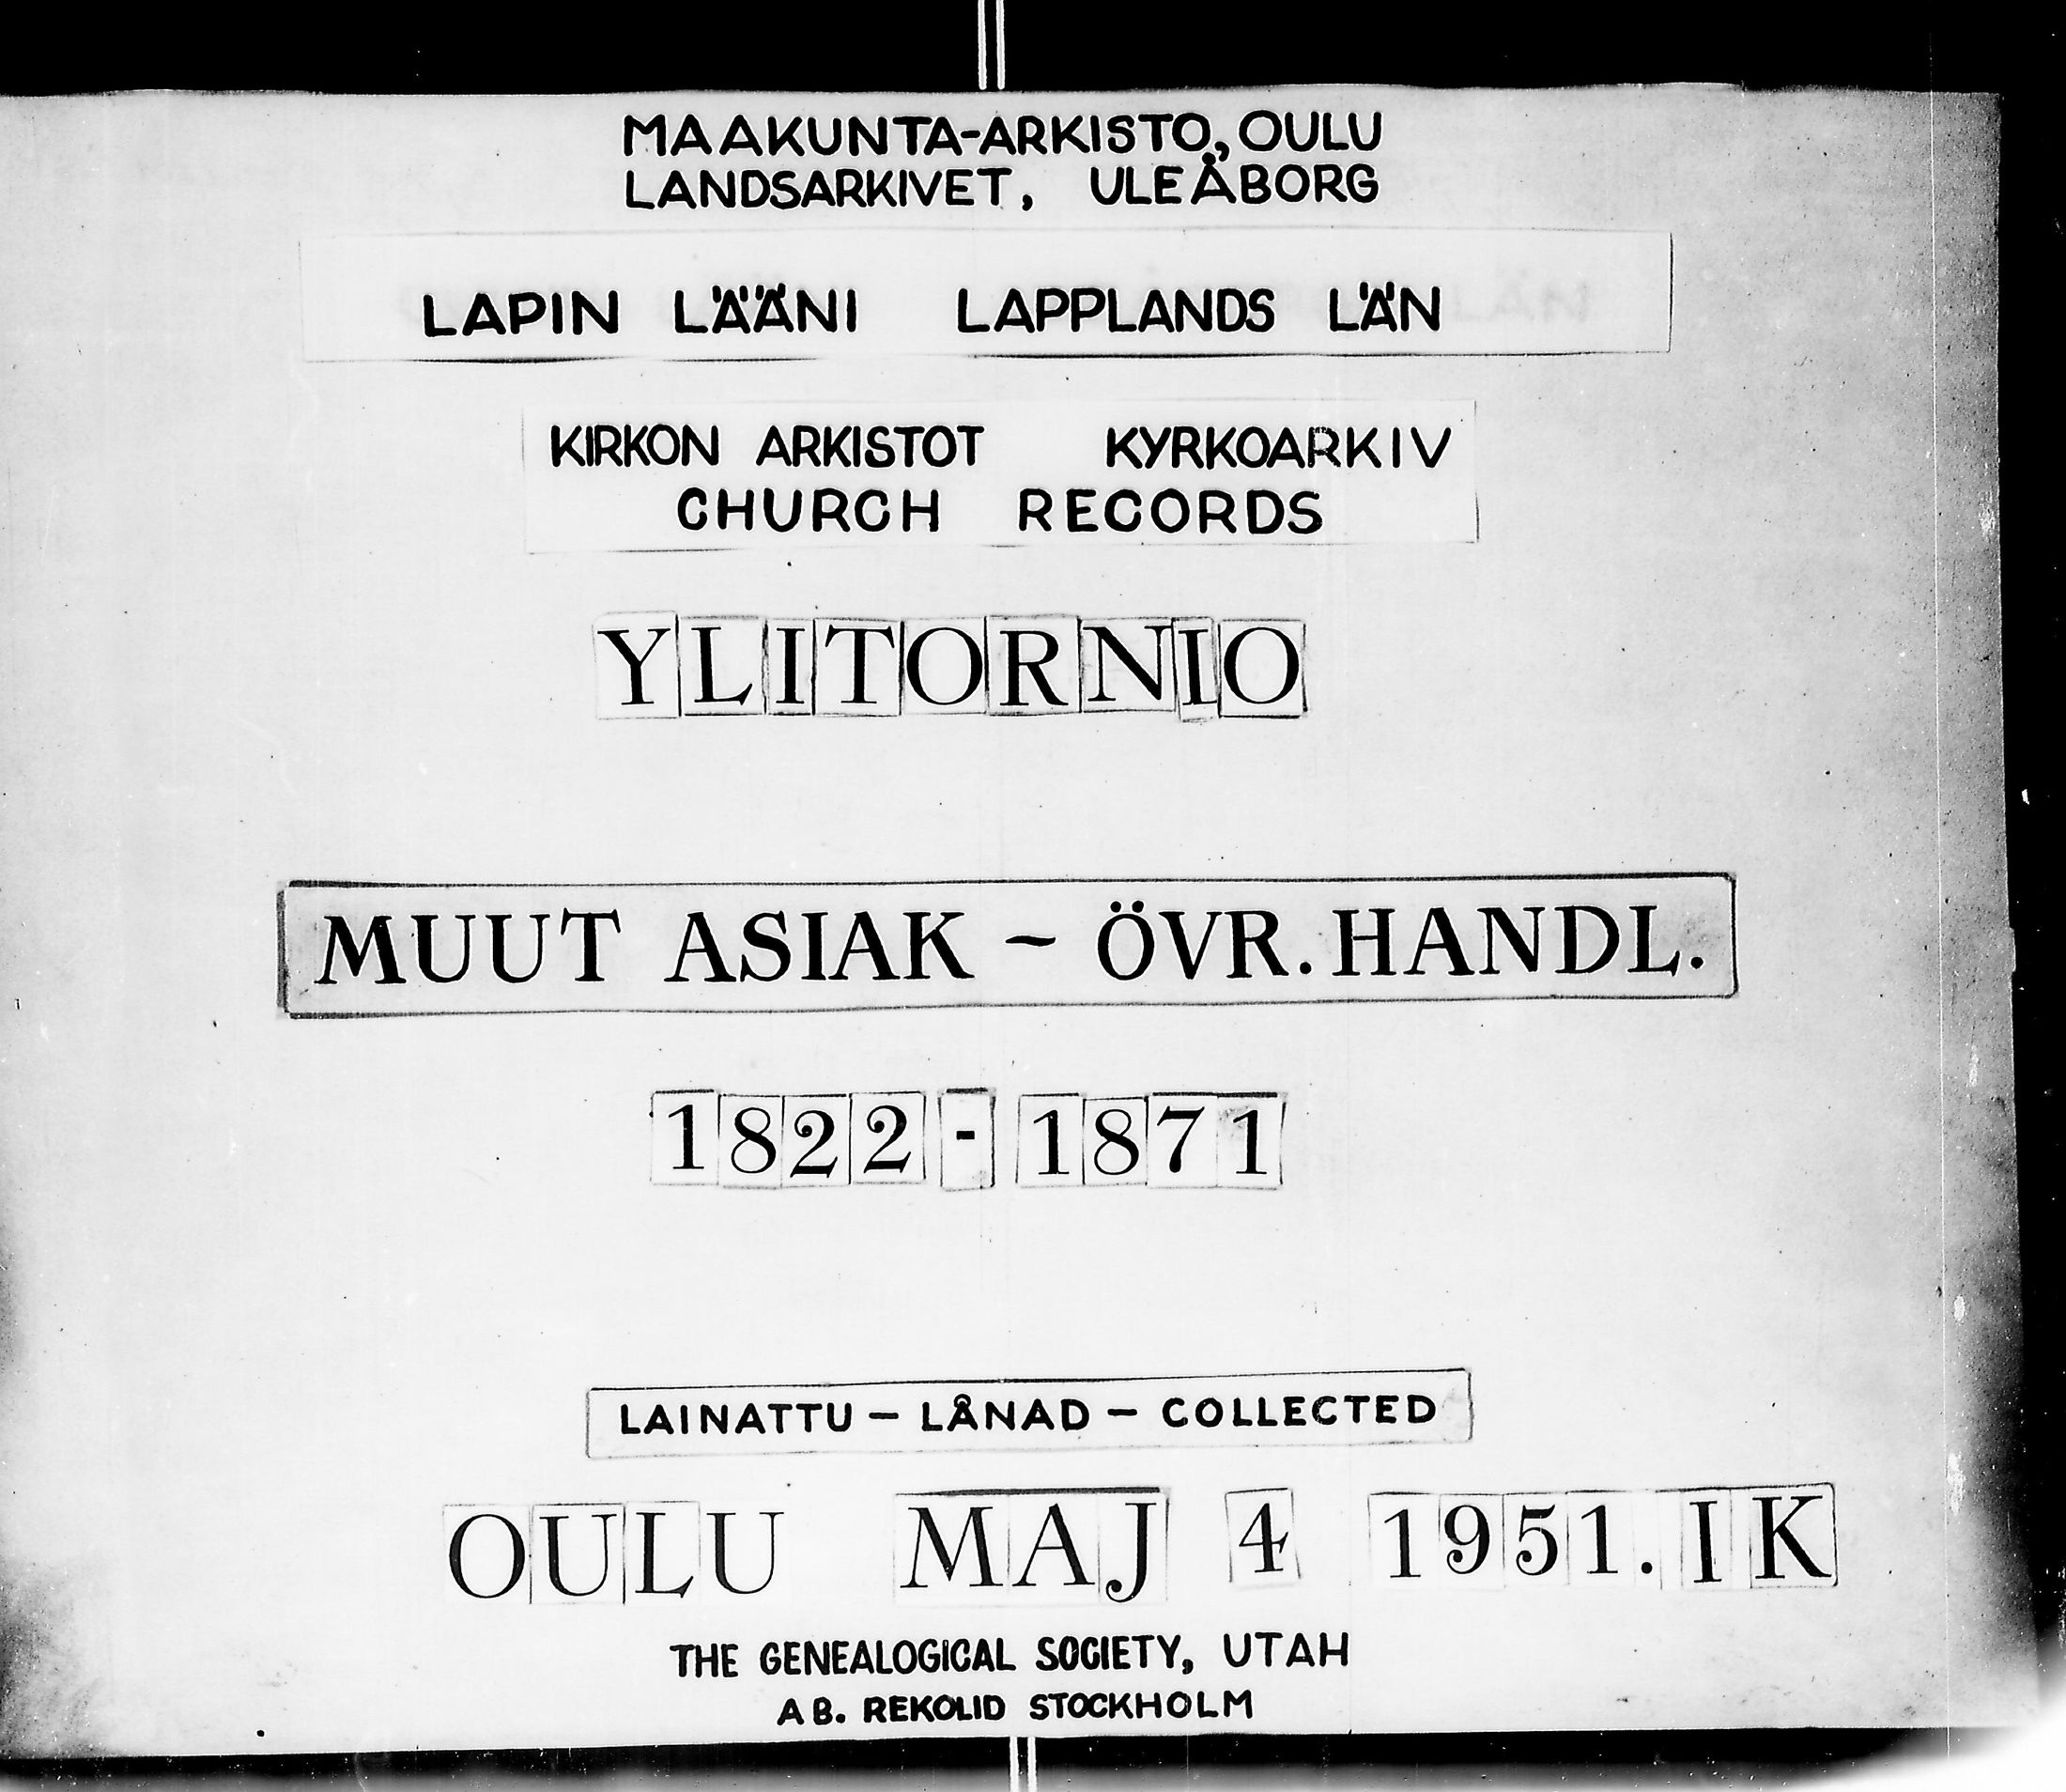 MAAKUNTA-ARKISTO, OULU
LANDSARKIVET, ULEÅBORG
LAPIN LÄÄNI LAPPLANDS LÄN
KIRKON ARKISTOT KYRKOARKIV
CHURCH RECORDS
YLITORNIO
MUUT ASIAK - ÖVR. HANDL.
1822-1871
LAINATTU - LÅNAD - COLLECTED
OULU MAJ 4 1951. IK
THE GENEALOGICAL SOCIETY, UTAH
AB. REKOLID STOCKHOLM